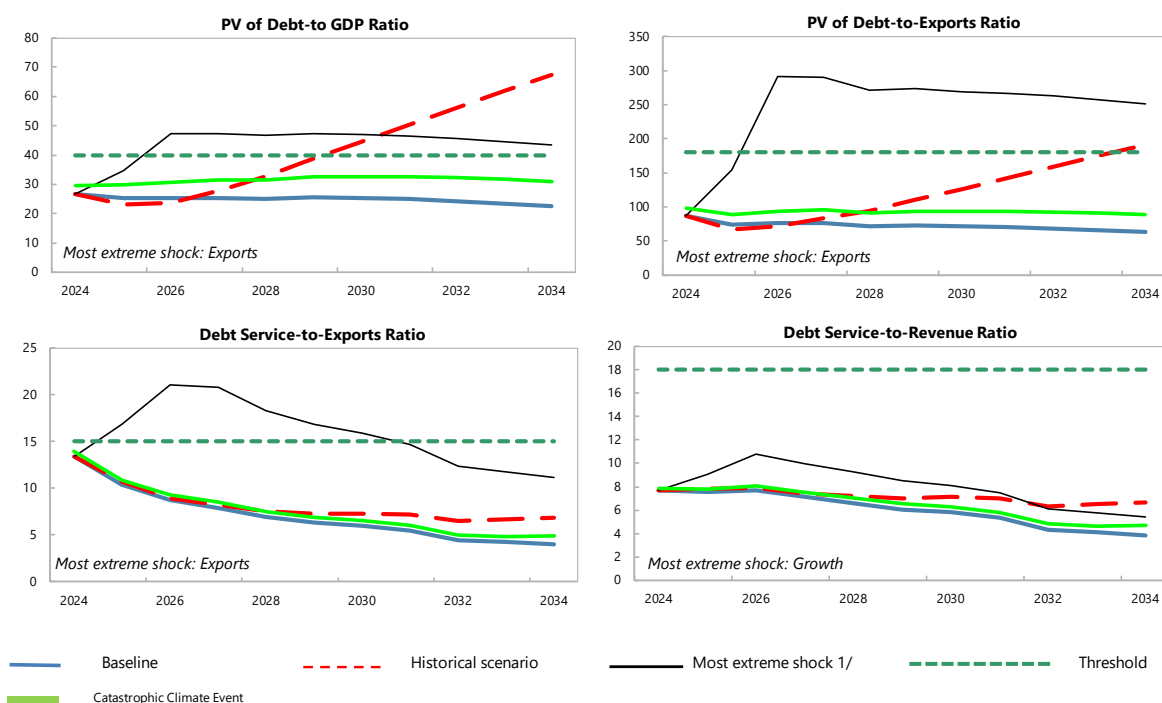 PV of Debt-to GDP Ratio
80
70
60
50
40
30
20
10
0
Most extreme shock: Exports
2024 2026 2028 2030 2032 2034
PV of Debt-to-Exports Ratio
350
300
250
200
150
100
50
0
Most extreme shock: Exports
2024 2026 2028 2030 2032 2034
Debt Service-to-Exports Ratio
25
20
15
10
5
0
Most extreme shock: Exports
2024 2026 2028 2030 2032 2034
Debt Service-to-Revenue Ratio
20
18
16
14
12
10
8
6
4
2
0
Most extreme shock: Growth
2024 2026 2028 2030 2032 2034
Baseline Historical scenario Most extreme shock 1/ Threshold
Catastrophic Climate Event